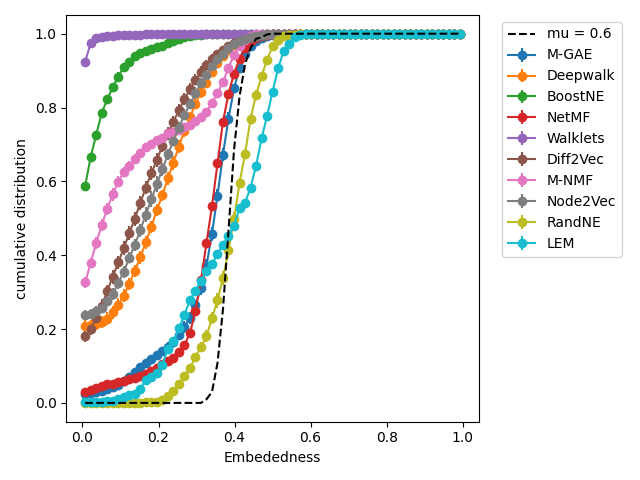 1.0
0.8
0.6
0.4
0.2
0.0
cumulative distribution
0.0 0.2 0.4 0.6 0.8 1.0
Embededness
mu = 0.6
M-GAE
Deepwalk
BoostNE
NetMF
Walklets
Diff2Vec
M-NMF
Node2Vec
RandNE
LEM